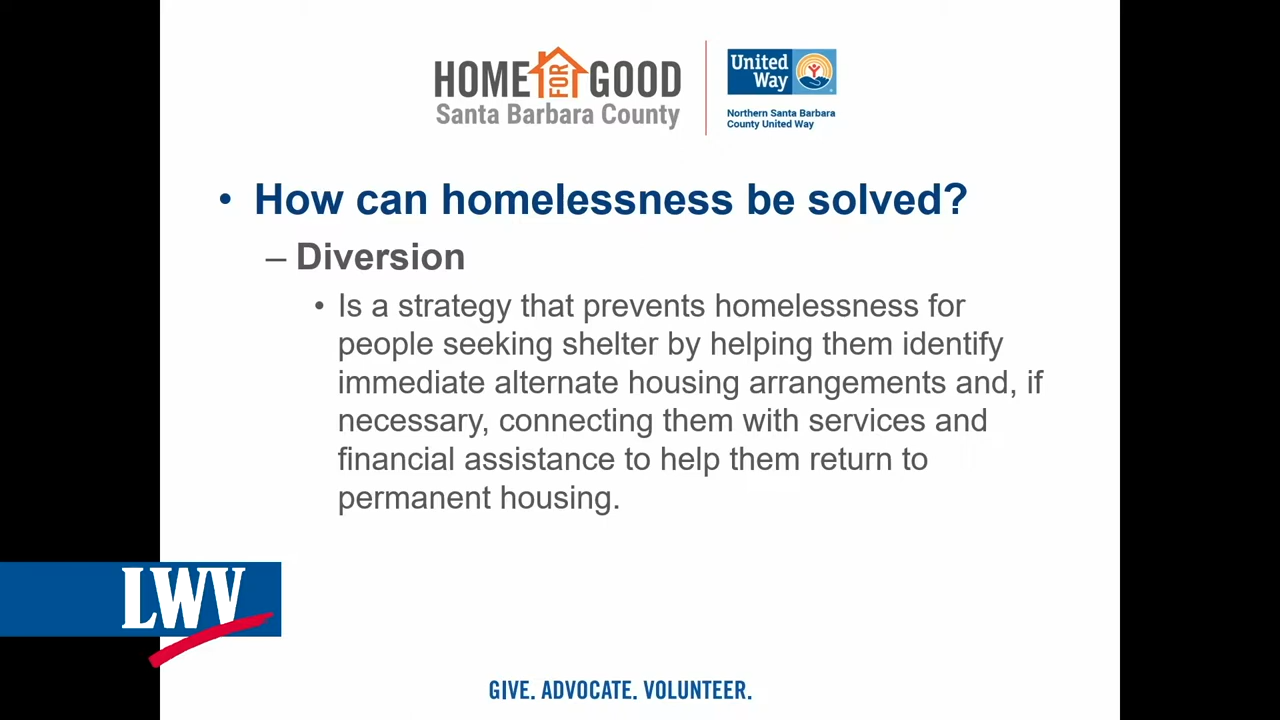 HOME FOR GOOD
Santa Barbara County
United
Way
Northern Santa Barbara
County United Way
• How can homelessness be solved?
– Diversion
• Is a strategy that prevents homelessness for
people seeking shelter by helping them identify
immediate alternate housing arrangements and, if
necessary, connecting them with services and
financial assistance to help them return to
permanent housing.
LWV
GIVE. ADVOCATE. VOLUNTEER.